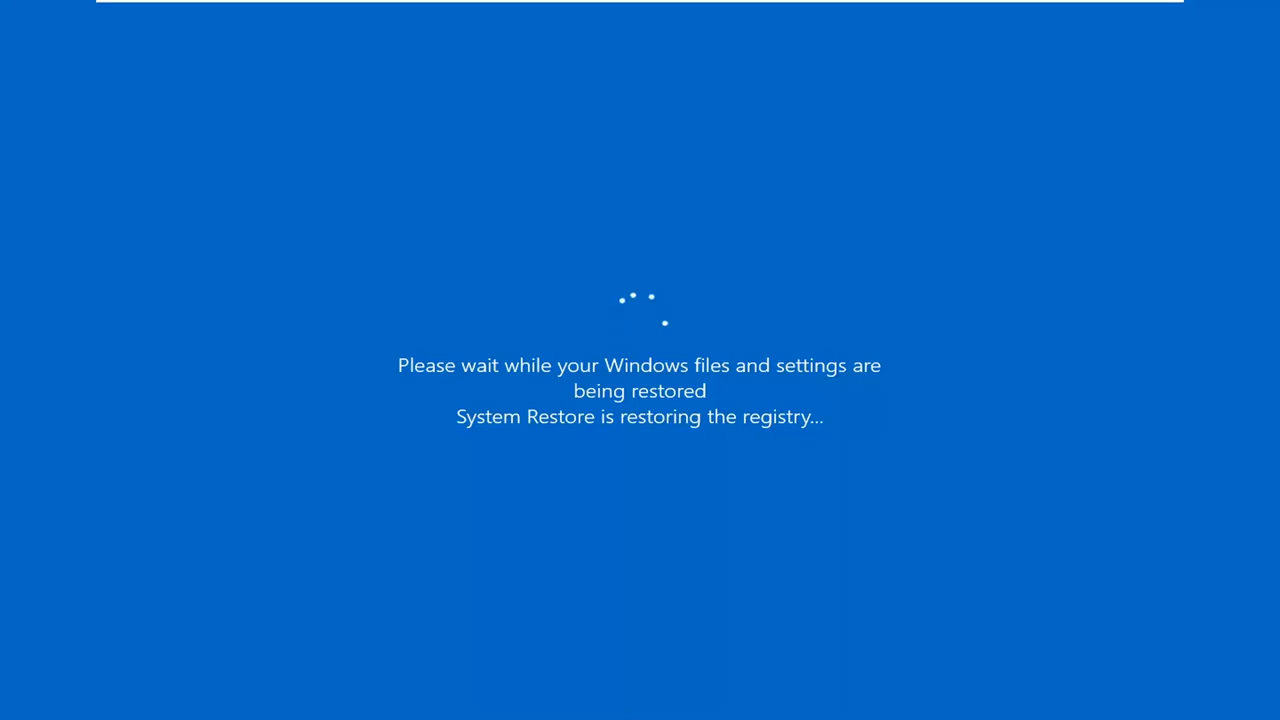 Please wait while your Windows files and settings are
being restored
System Restore is restoring the registry...